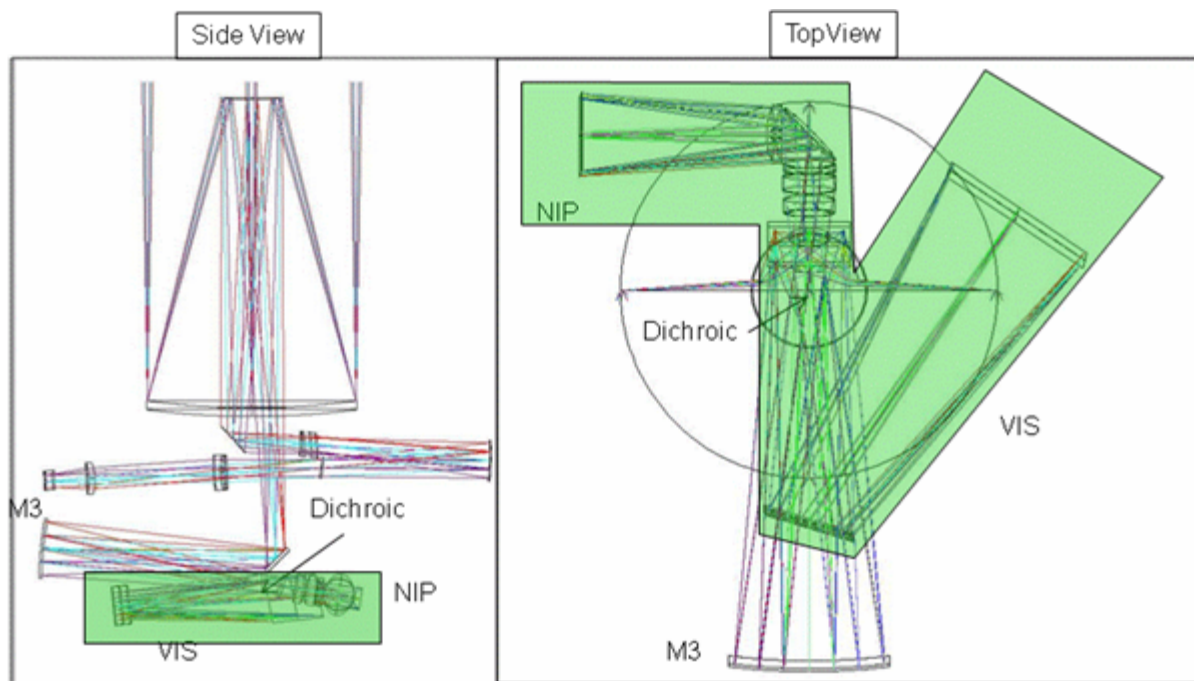 Side View
TopView
M3
Dichroic
NIP
VIS
NIP
Dichroic
VIS
M3